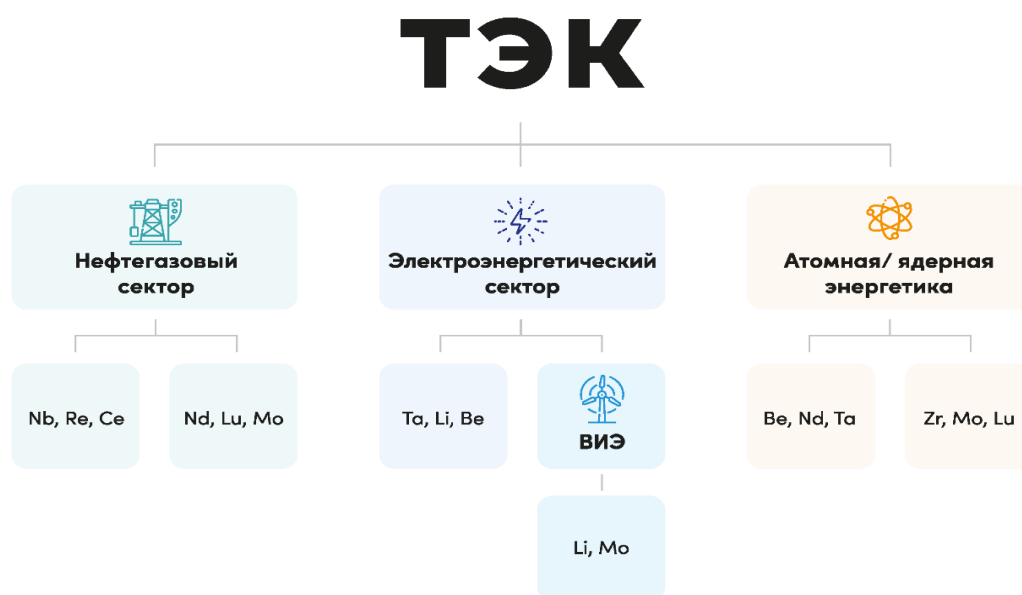 ТЭК
Нефтегазовый
сектор
Электроэнергетический
сектор
Атомная/ ядерная
энергетика
Nb, Re, Ce
Nd, Lu, Mo
Ta, Li, Be
ВИЭ
Be, Nd, Ta
Zr, Mo, Lu
Li, Mo